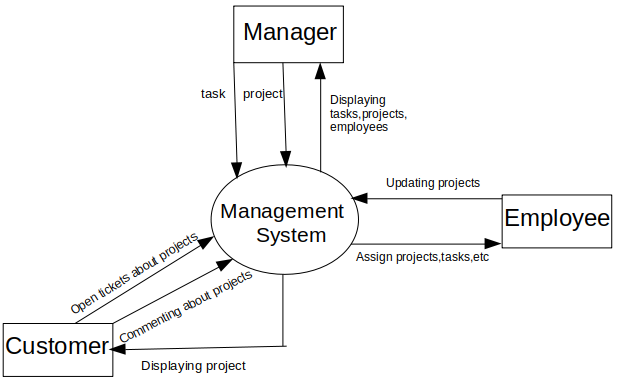 Manager
task
project
Displaying
tasks,projects,
employees
Updating projects
Management
System
Employee
Assign projects,tasks,etc
Open tickets about projects
Commenting about projects
Customer
Displaying project